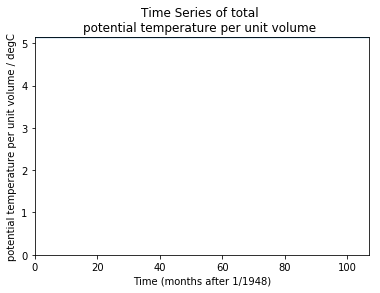 Time Series of total
potential temperature per unit volume
potential temperature per unit volume / degC
5
4
3
2
1
0
0 20 40 60 80 100
Time (months after 1/1948)